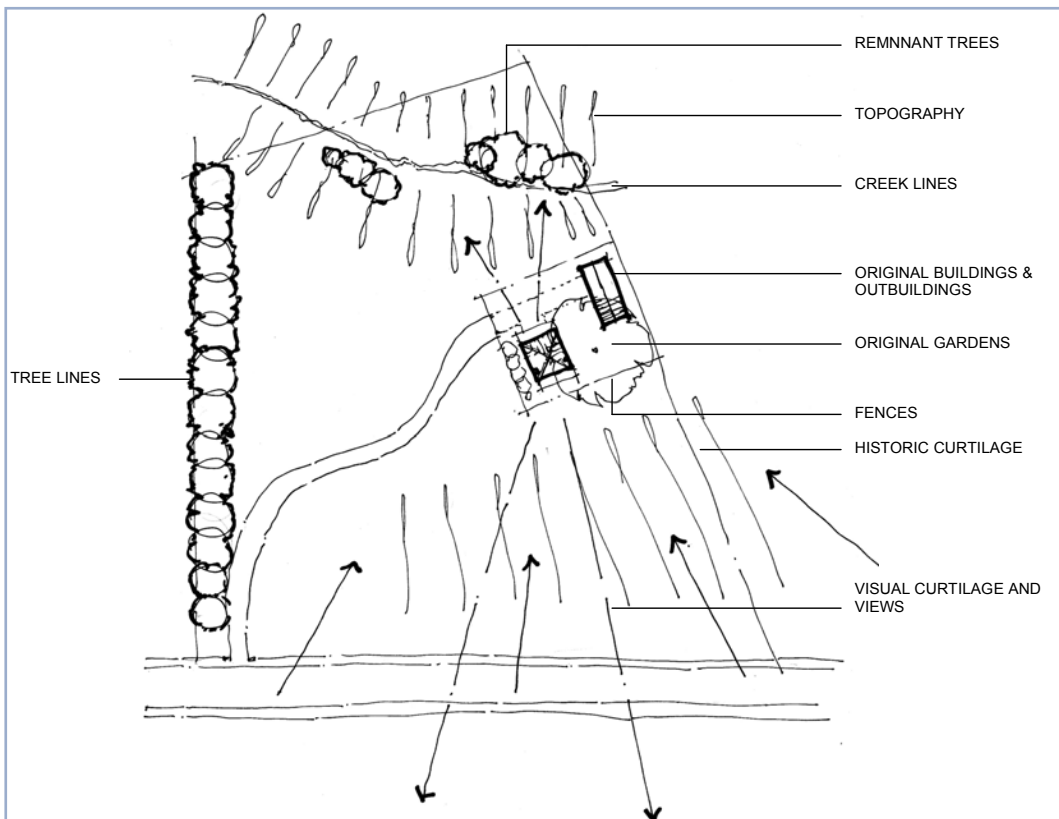 REMNNANT TREES
TOPOGRAPHY
CREEK LINES
ORIGINAL BUILDINGS &
OUTBUILDINGS
ORIGINAL GARDENS
TREE LINES
FENCES
HISTORIC CURTILAGE
VISUAL CURTILAGE AND
VIEWS